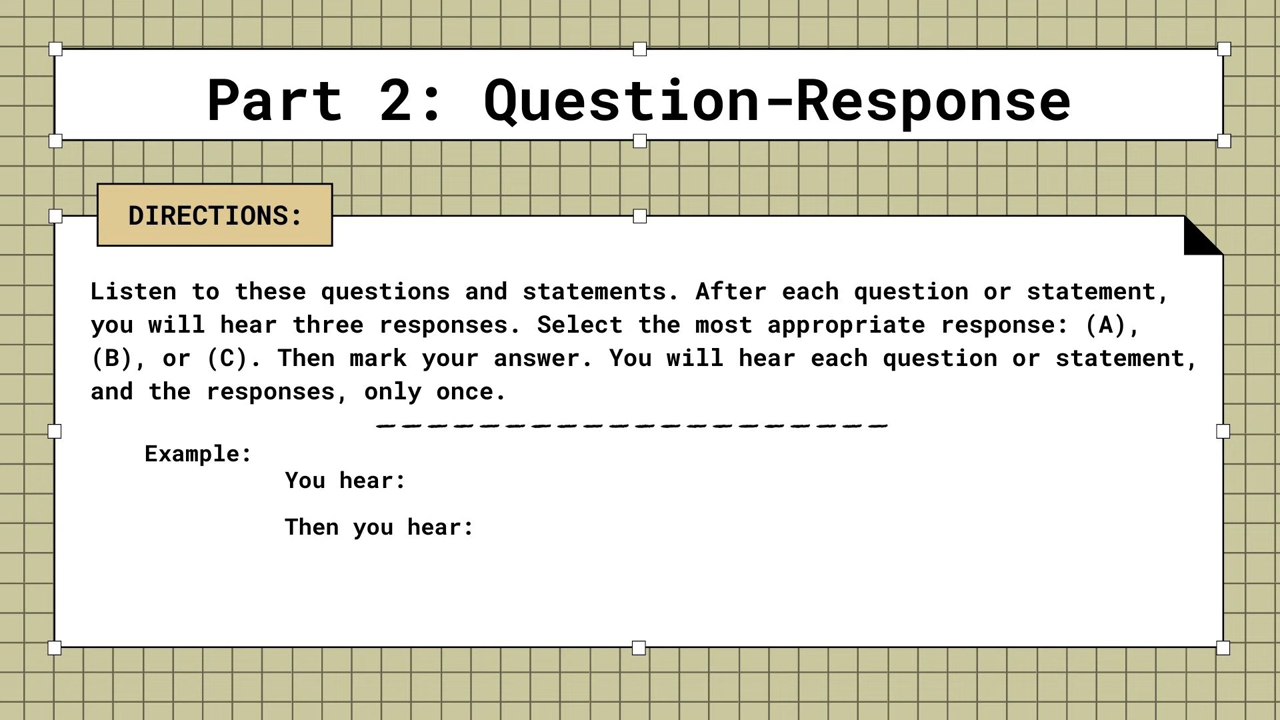 Part 2: Question-Response
DIRECTIONS:
Listen to these questions and statements. After each question or statement,
you will hear three responses. Select the most appropriate response: (A),
(B), or (C). Then mark your answer. You will hear each question or statement,
and the responses, only once.
Example:
You hear:
Then you hear: